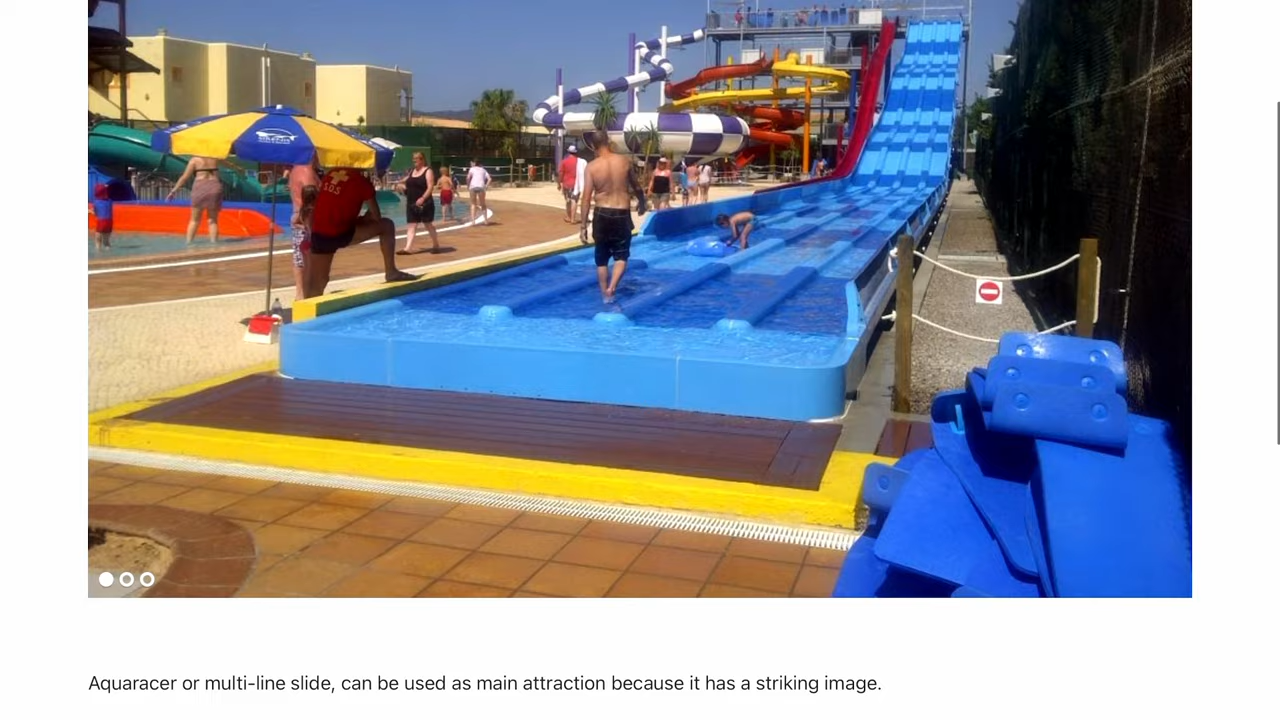 S.O.S
Aquaracer or multi-line slide, can be used as main attraction because it has a striking image.